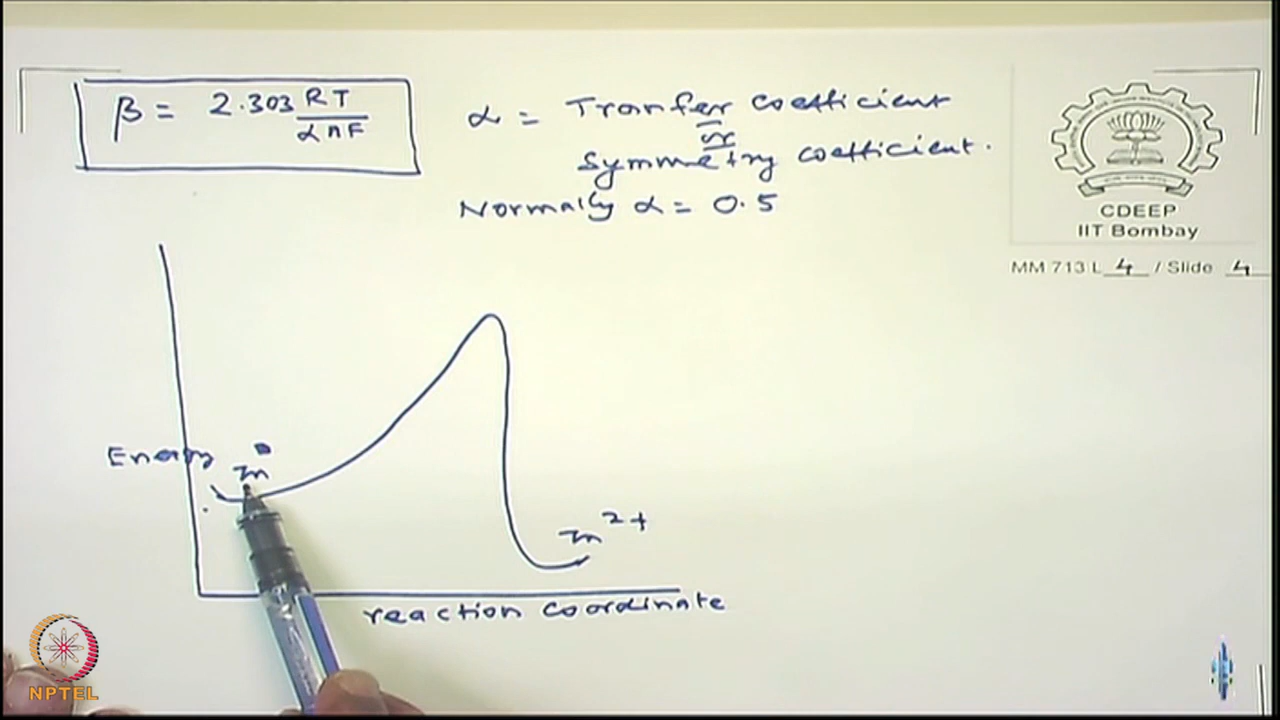 β = 2.303 RT / αnF
α = Tranfer coefficient
or
Symmetry coefficient.
Normally α = 0.5
CDEEP
IIT Bombay
MM 713 L 4 / Slide 4
Energy
m°
m²⁺
reaction coordinate
NPTEL